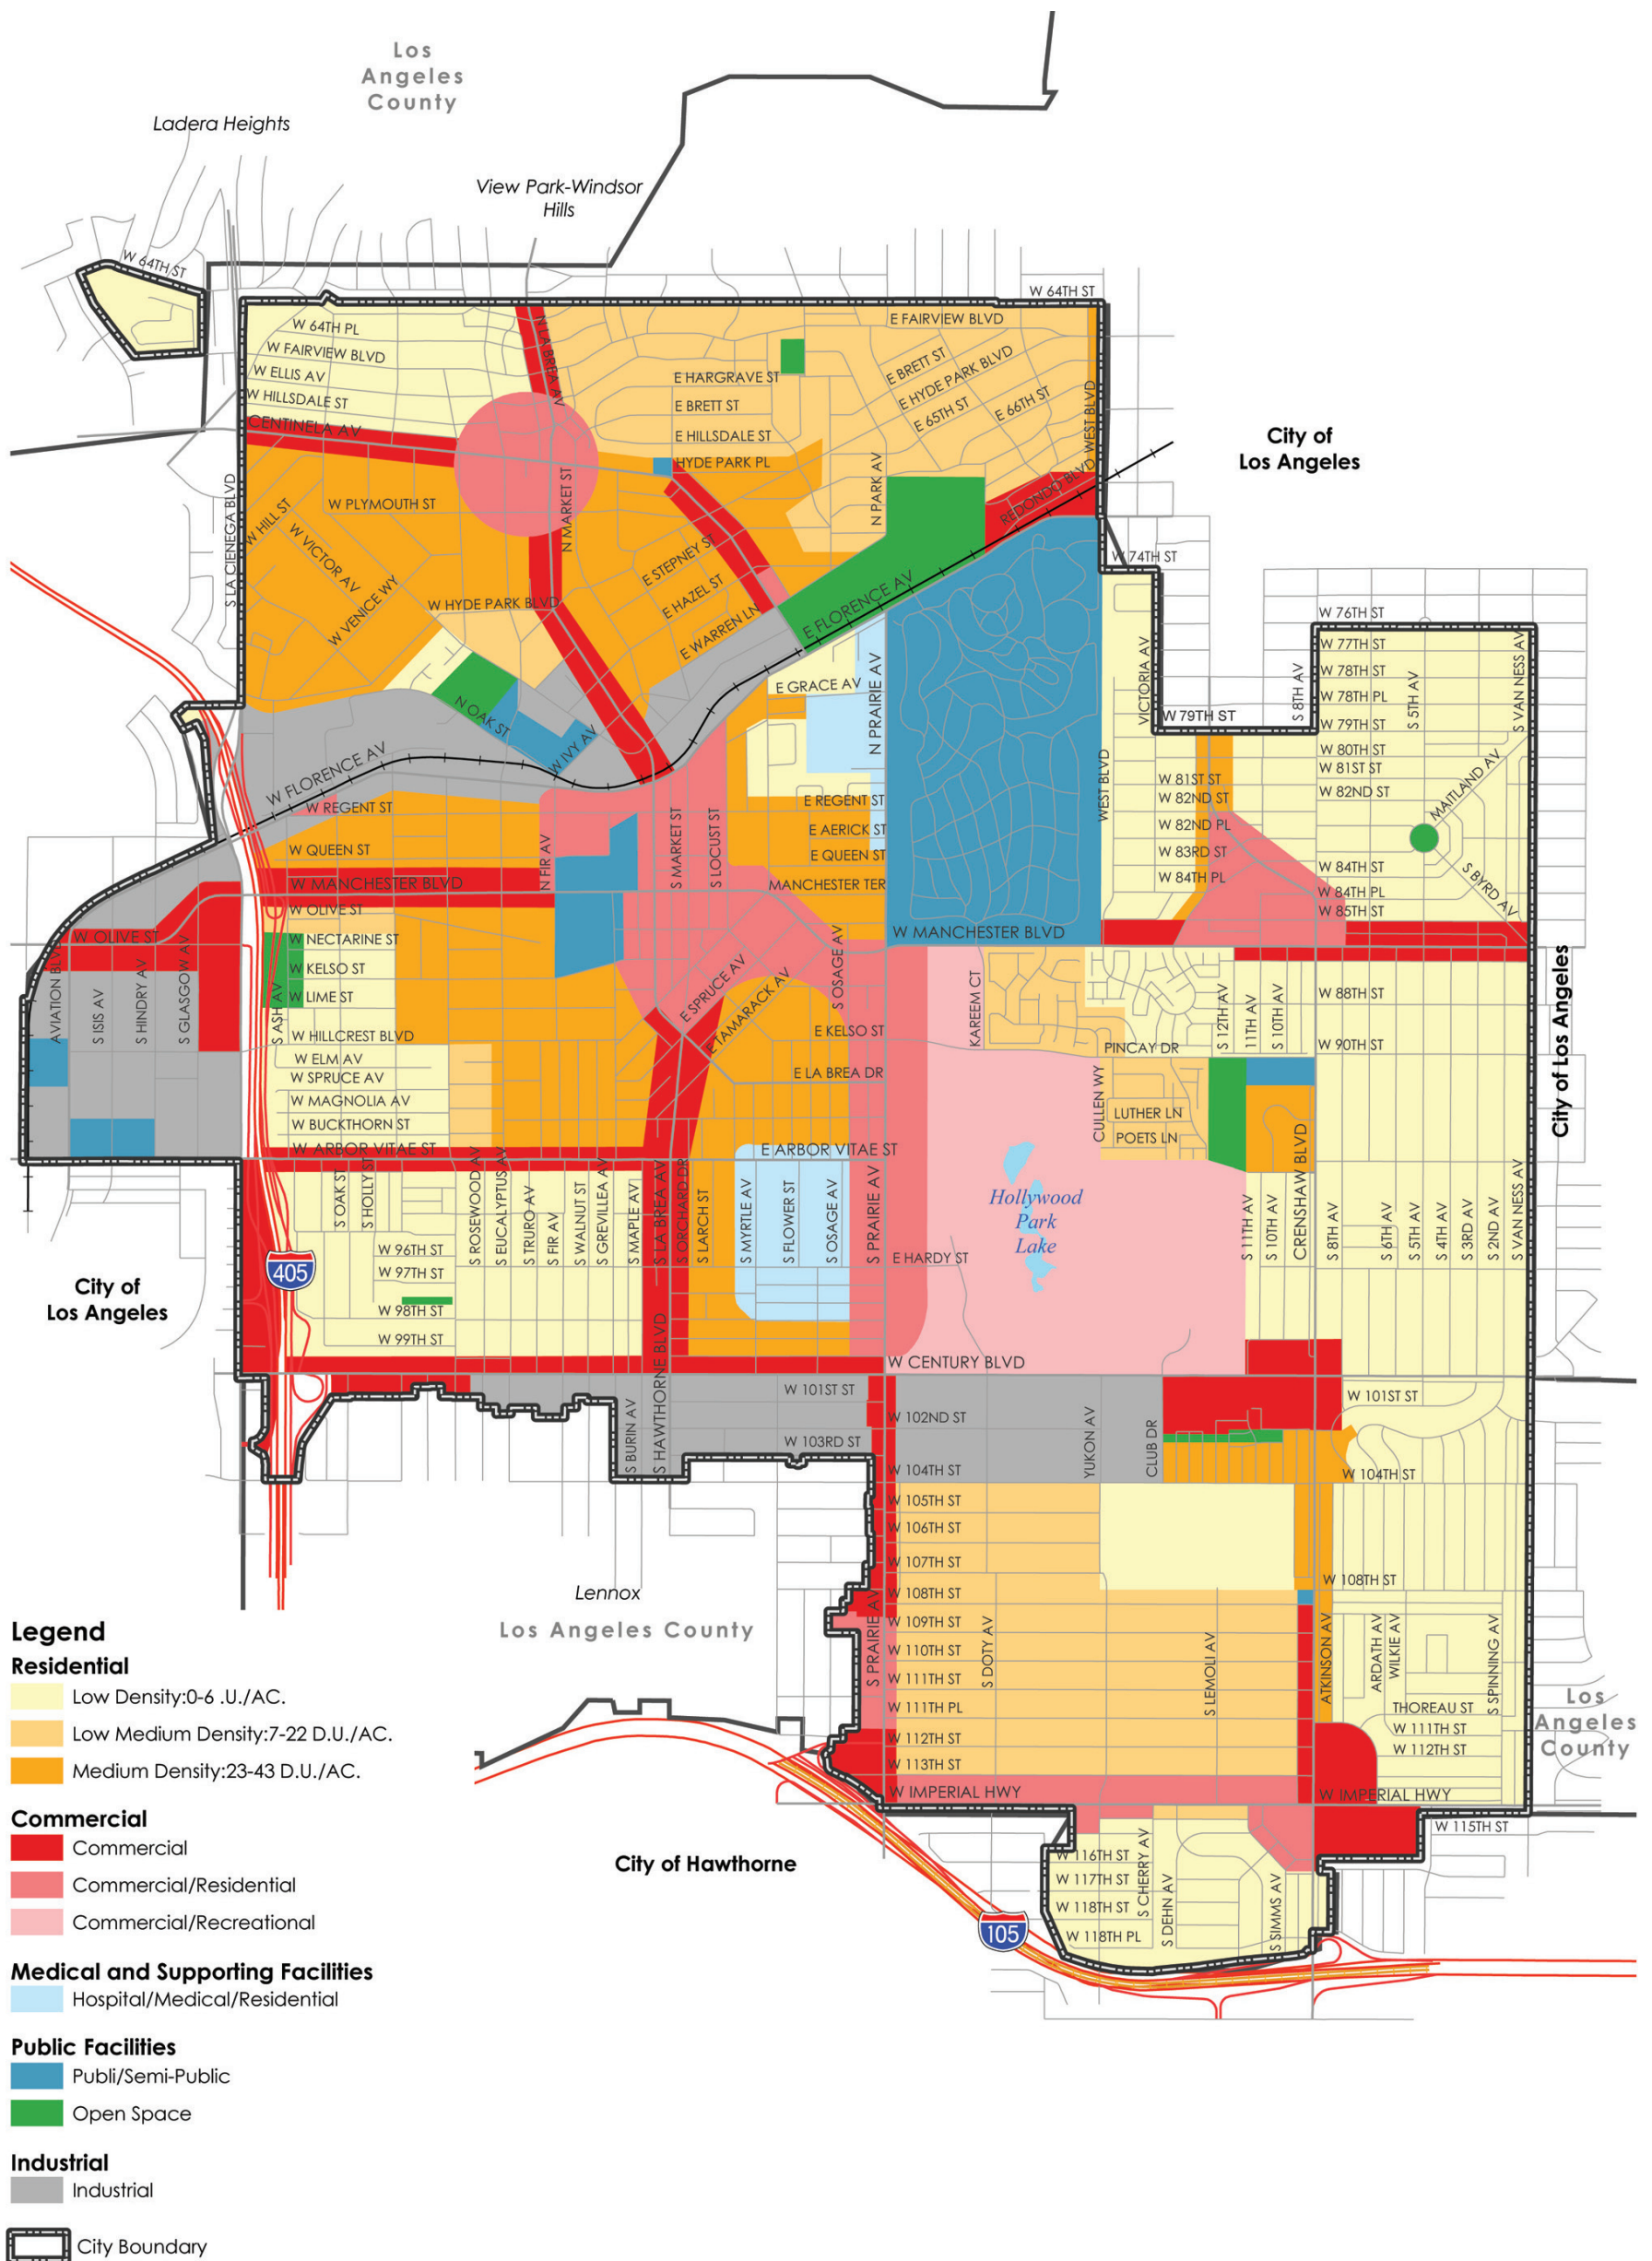 Los
Angeles
County
Ladera Heights
View Park-Windsor
Hills
W 64TH ST
W 64TH ST
W 64TH PL
E FAIRVIEW BLVD
W FAIRVIEW BLVD
W ELLIS AV
W HILLSDALE ST
CENTINELA AV
N LA BREA AV
E HARGRAVE ST
E BRETT ST
E HILLSDALE ST
HYDE PARK PL
E BRETT ST
E HYDE PARK BLVD
E 65TH ST
E 66TH ST
WEST BLVD
City of
Los Angeles
REDONDO BLVD
N PARK AV
N MARKET ST
S LA CIENEGA BLVD
W HILL ST
W PLYMOUTH ST
W VICTOR AV
W VENICE WY
W HYDE PARK BLVD
E STEPNEY ST
E HAZEL ST
E WARREN LN
E FLORENCE AV
W 74TH ST
W 76TH ST
W 77TH ST
W 78TH ST
W 78TH PL
W 79TH ST
W 79TH ST
W 80TH ST
W 81ST ST
W 82ND ST
VICTORIA AV
S 8TH AV
S 5TH AV
S VAN NESS AV
MAITLAND AV
S BYRD AV
W 81ST ST
W 82ND ST
W 82ND PL
W 83RD ST
W 84TH PL
W 84TH ST
W 84TH PL
W 85TH ST
WEST BLVD
E GRACE AV
N PRAIRIE AV
N OAK ST
W IVY AV
W FLORENCE AV
W REGENT ST
W QUEEN ST
W MANCHESTER BLVD
W OLIVE ST
N FIR AV
S MARKET ST
S LOCUST ST
E REGENT ST
E AERICK ST
E QUEEN ST
MANCHESTER TER
W MANCHESTER BLVD
W OLIVE ST
W NECTARINE ST
W KELSO ST
W LIME ST
W HILLCREST BLVD
W ELM AV
W SPRUCE AV
W MAGNOLIA AV
W BUCKTHORN ST
W ARBOR VITAE ST
AVIATION BLVD
S ISIS AV
S HINDRY AV
S GLASGOW AV
S ASH AV
E SPRUCE AV
E TAMARACK AV
S OSAGE AV
E KELSO ST
E LA BREA DR
E ARBOR VITAE ST
KAREEM CT
PINCAY DR
CULLEN WY
LUTHER LN
POETS LN
S 12TH AV
11TH AV
S 10TH AV
W 88TH ST
W 90TH ST
City of Los Angeles
Hollywood
Park
Lake
CRENSHAW BLVD
S 11TH AV
S 10TH AV
S 8TH AV
S 6TH AV
S 5TH AV
S 4TH AV
S 3RD AV
S 2ND AV
S VAN NESS AV
S OAK ST
S HOLLY ST
S ROSEWOOD AV
S EUCALYPTUS AV
S TRURO AV
S FIR AV
S WALNUT ST
S GREVILLEA AV
S MAPLE AV
S LA BREA AV
S ORCHARD DR
S LARCH ST
S MYRTLE AV
S FLOWER ST
S OSAGE AV
S PRAIRIE AV
E HARDY ST
W 96TH ST
W 97TH ST
W 98TH ST
W 99TH ST
405
City of
Los Angeles
W CENTURY BLVD
S BURIN AV
S HAWTHORNE BLVD
W 101ST ST
W 103RD ST
W 102ND ST
W 104TH ST
W 105TH ST
W 106TH ST
W 107TH ST
W 108TH ST
W 109TH ST
W 110TH ST
W 111TH ST
W 111TH PL
W 112TH ST
W 113TH ST
W IMPERIAL HWY
YUKON AV
CLUB DR
W 101ST ST
W 104TH ST
W 108TH ST
S PRAIRIE AV
S DOTY AV
S LEMOLI AV
ATKINSON AV
ARDATH AV
WILKIE AV
S SPINNING AV
THOREAU ST
W 111TH ST
W 112TH ST
W IMPERIAL HWY
W 115TH ST
Los
Angeles
County
Lennox
Los Angeles County
City of Hawthorne
W 116TH ST
W 117TH ST
W 118TH ST
W 118TH PL
S CHERRY AV
S DEHN AV
S SIMMS AV
105
Legend
Residential
Low Density:0-6 .U./AC.
Low Medium Density:7-22 D.U./AC.
Medium Density:23-43 D.U./AC.
Commercial
Commercial
Commercial/Residential
Commercial/Recreational
Medical and Supporting Facilities
Hospital/Medical/Residential
Public Facilities
Publi/Semi-Public
Open Space
Industrial
Industrial
City Boundary